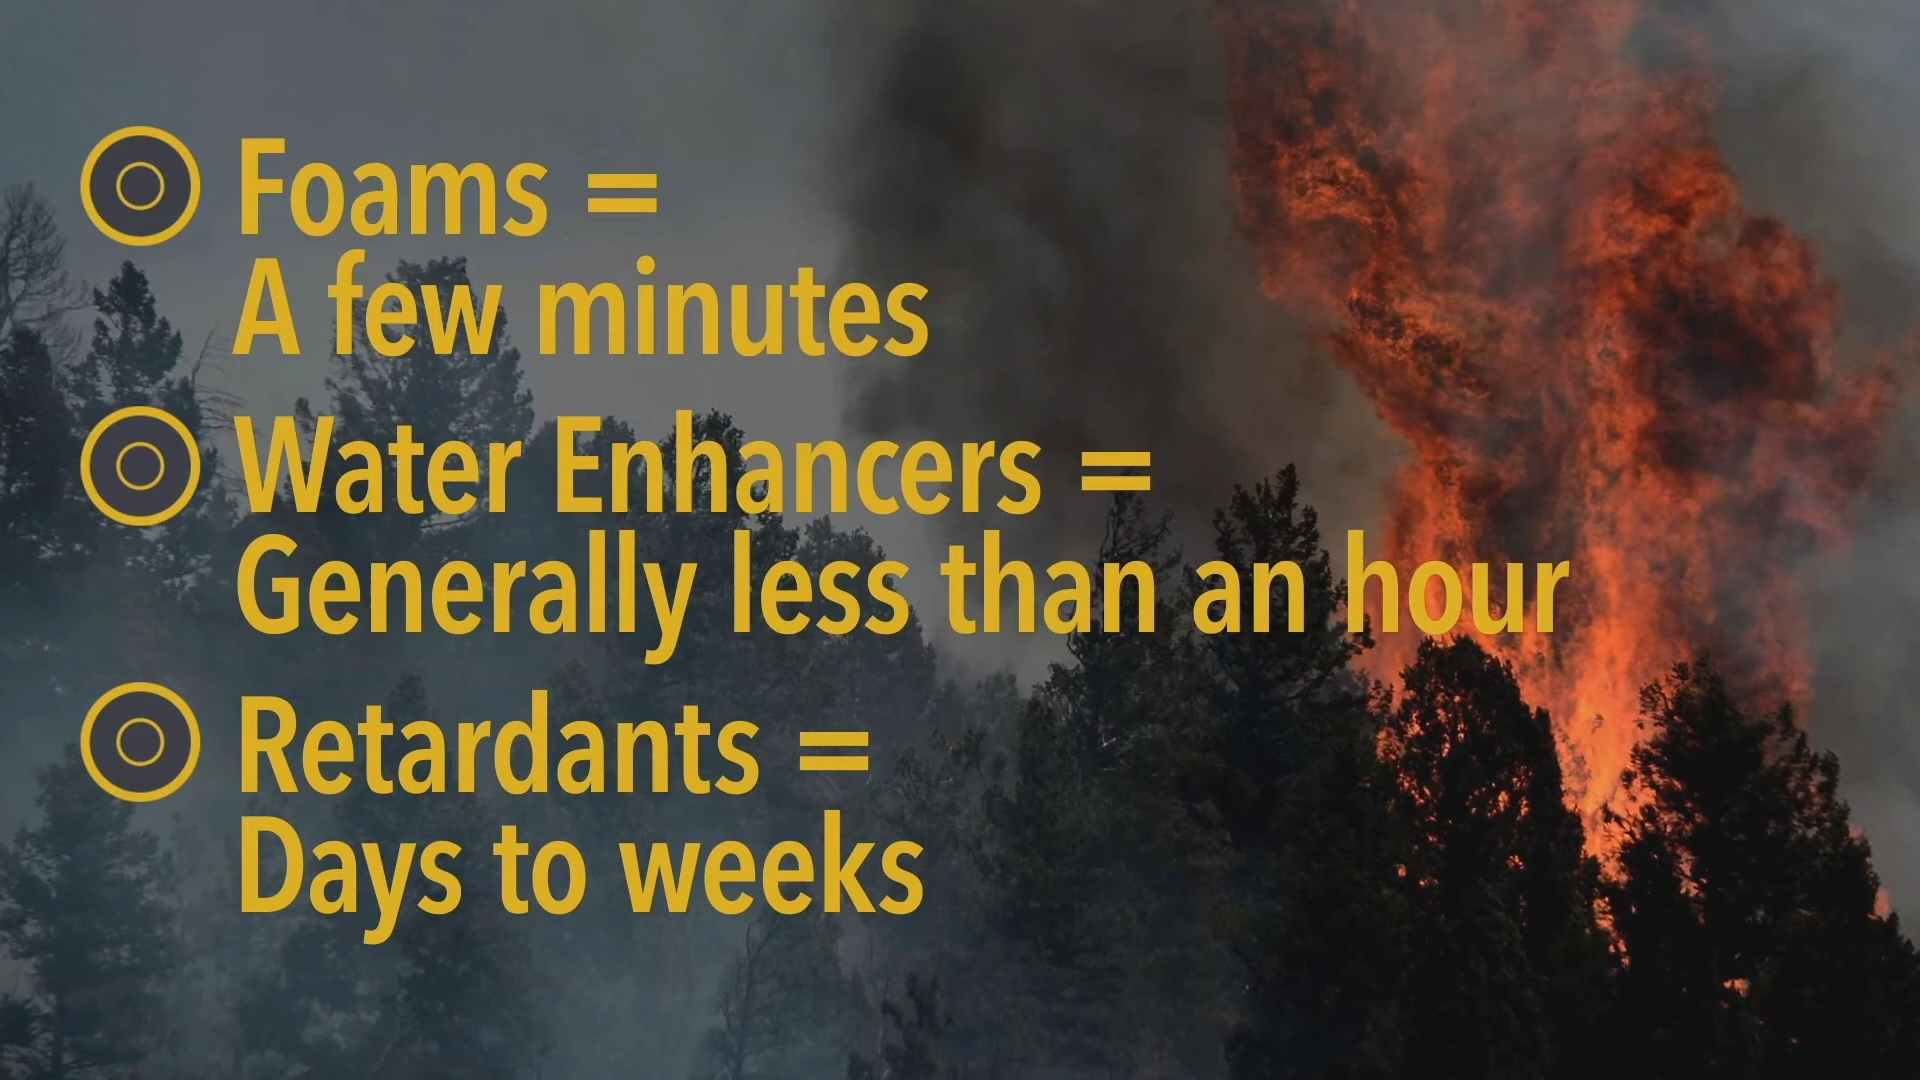 Foams =
A few minutes
Water Enhancers =
Generally less than an hour
Retardants =
Days to weeks